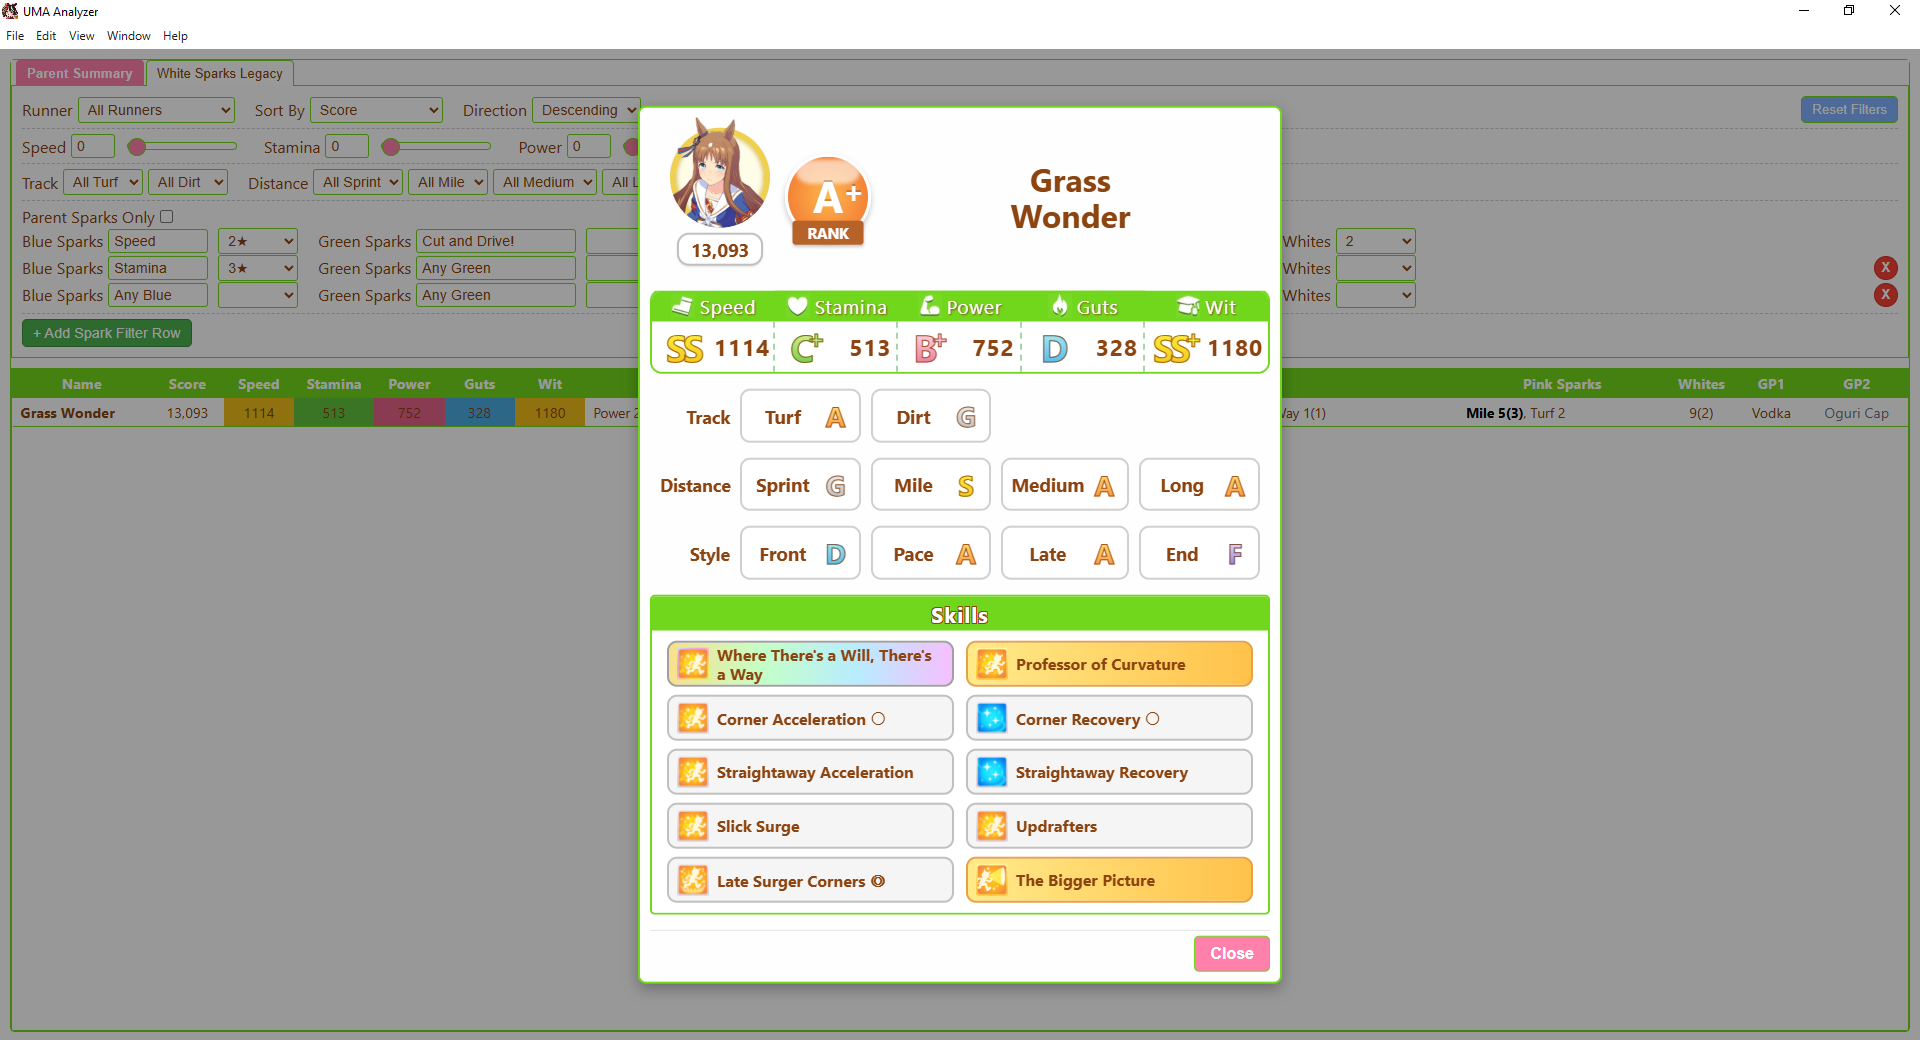 UMA Analyzer
File Edit View Window Help
Parent Summary White Sparks Legacy
Runner All Runners Sort By Score Direction Descending Reset Filters
Speed 0 Stamina 0 Power 0
Track All Turf All Dirt Distance All Sprint All Mile All Medium All L
Parent Sparks Only
Blue Sparks Speed 2★ Green Sparks Cut and Drive! Whites 2
Blue Sparks Stamina 3★ Green Sparks Any Green Whites X
Blue Sparks Any Blue Green Sparks Any Green Whites X
+ Add Spark Filter Row
Name Score Speed Stamina Power Guts Wit Pink Sparks Whites GP1 GP2
Grass Wonder 13,093 1114 513 752 328 1180 Power 2 ay 1(1) Mile 5(3), Turf 2 9(2) Vodka Oguri Cap
A+
RANK
13,093
Grass
Wonder
Speed Stamina Power Guts Wit
SS 1114 C+ 513 B+ 752 D 328 SS+ 1180
Track Turf A Dirt G
Distance Sprint G Mile S Medium A Long A
Style Front D Pace A Late A End F
Skills
Where There's a Will, There's
a Way
Professor of Curvature
Corner Acceleration ○ Corner Recovery ○
Straightaway Acceleration Straightaway Recovery
Slick Surge Updrafters
Late Surger Corners ◎ The Bigger Picture
Close